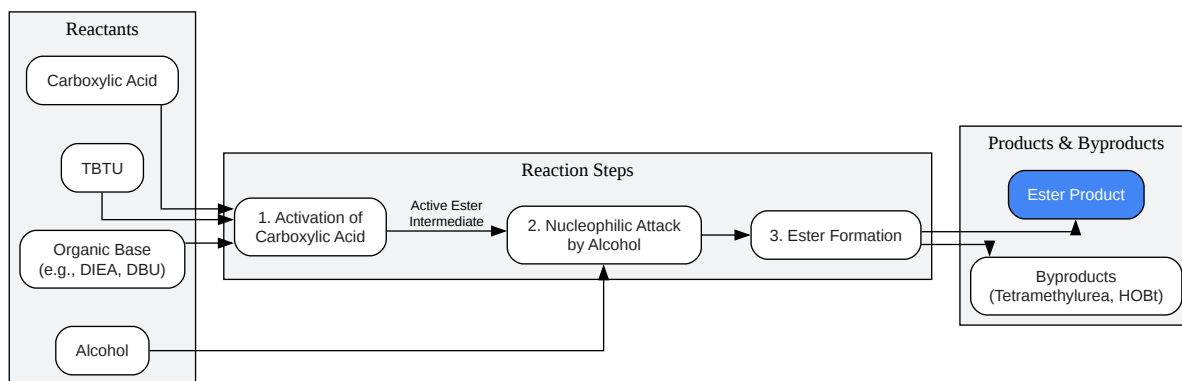 Reactants
Carboxylic Acid
TBTU
Organic Base
(e.g., DIEA, DBU)
Alcohol
Reaction Steps
1. Activation of
Carboxylic Acid
Active Ester
Intermediate
2. Nucleophilic Attack
by Alcohol
3. Ester Formation
Products & Byproducts
Ester Product
Byproducts
(Tetramethylurea, HOBt)